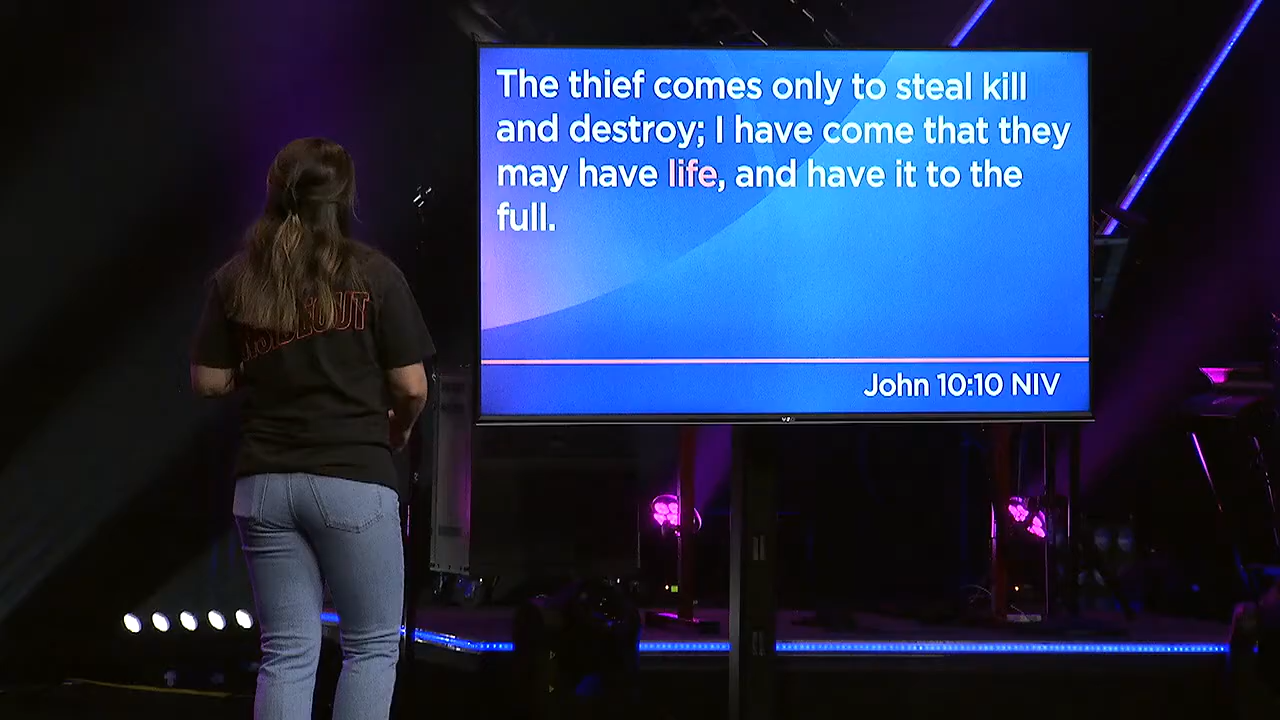 The thief comes only to steal kill
and destroy; I have come that they
may have life, and have it to the
full.
John 10:10 NIV